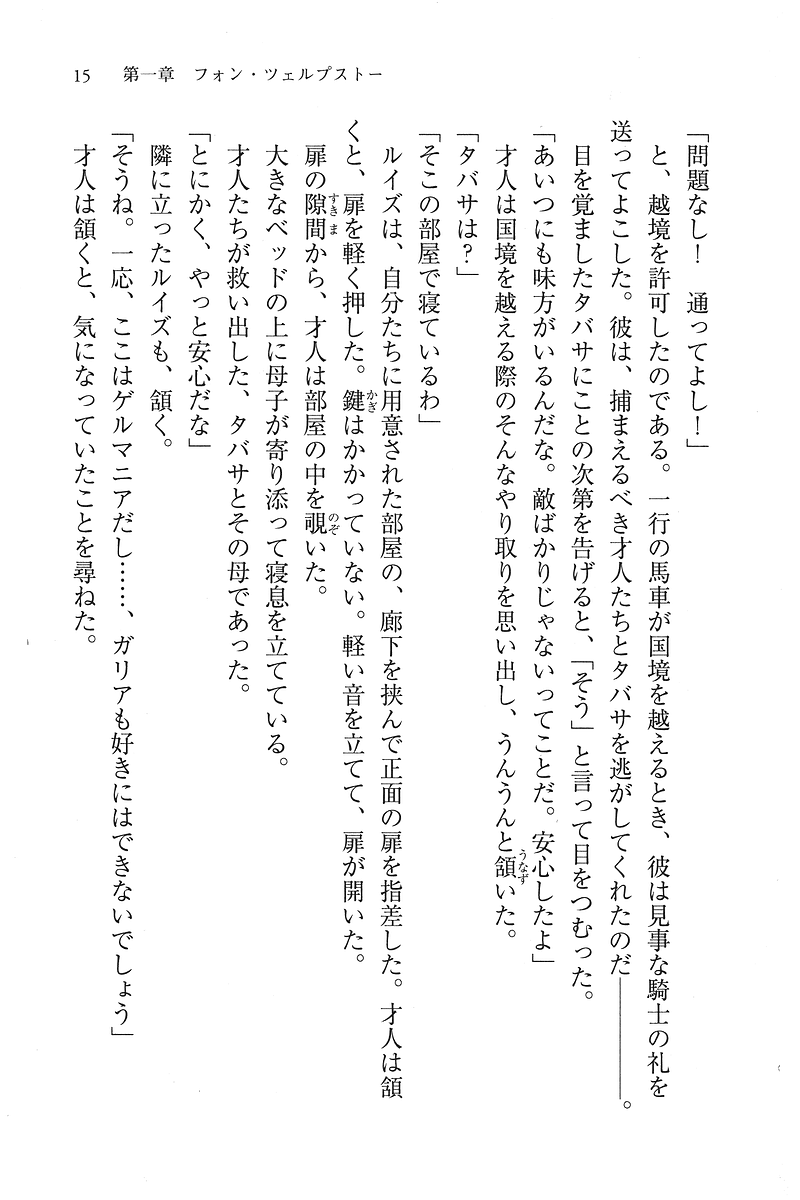 15　第一章　フォン・ツェルプストー
「問題なし！　通ってよし！」
　と、越境を許可したのである。一行の馬車が国境を越えるとき、彼は見事な騎士の礼を
送ってよこした。彼は、捕まえるべき才人たちとタバサを逃がしてくれたのだ―――――。
　目を覚ましたタバサにことの次第を告げると、「そう」と言って目をつむった。
「あいつにも味方がいるんだな。敵ばかりじゃないってことだ。安心したよ」
　才人は国境を越える際のそんなやり取りを思い出し、うんうんと頷いた。
うなず
「タバサは？」
「そこの部屋で寝ているわ」
　ルイズは、自分たちに用意された部屋の、廊下を挟んで正面の扉を指差した。才人は頷
くと、扉を軽く押した。鍵はかかっていない。軽い音を立てて、扉が開いた。
かぎ
　扉の隙間から、才人は部屋の中を覗いた。
すきま
のぞ
　大きなベッドの上に母子が寄り添って寝息を立てている。
　才人たちが救い出した、タバサとその母であった。
「とにかく、やっと安心だな」
　隣に立ったルイズも、頷く。
「そうね。一応、ここはゲルマニアだし……、ガリアも好きにはできないでしょう」
　才人は頷くと、気になっていたことを尋ねた。